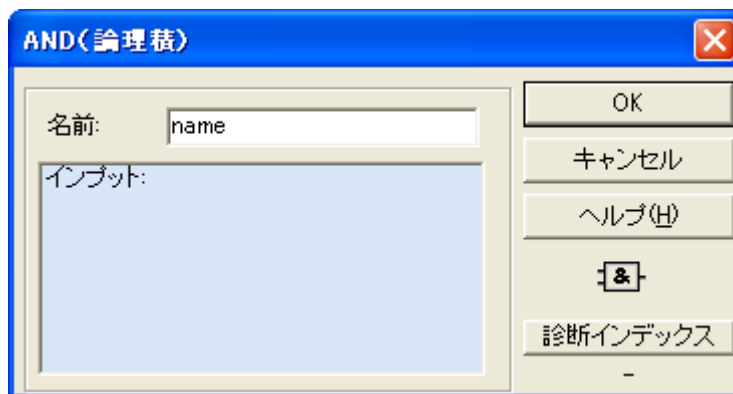 AND(論理積)
名前:
name
インプット:
OK
キャンセル
ヘルプ(H)
&
診断インデックス
-